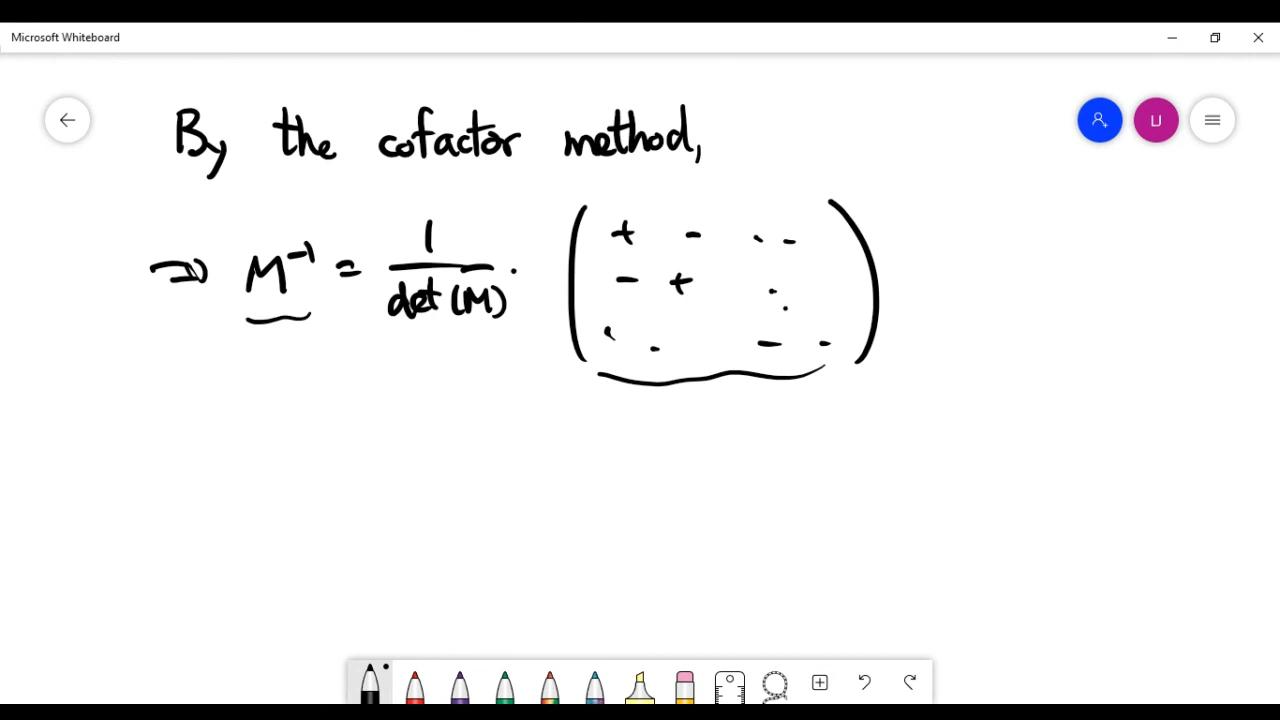 Microsoft Whiteboard
By the cofactor method,
⇒ M⁻¹ = 1/det(M) · ( + - ⋱ - - + ⋮ ⋮ . - - )
U